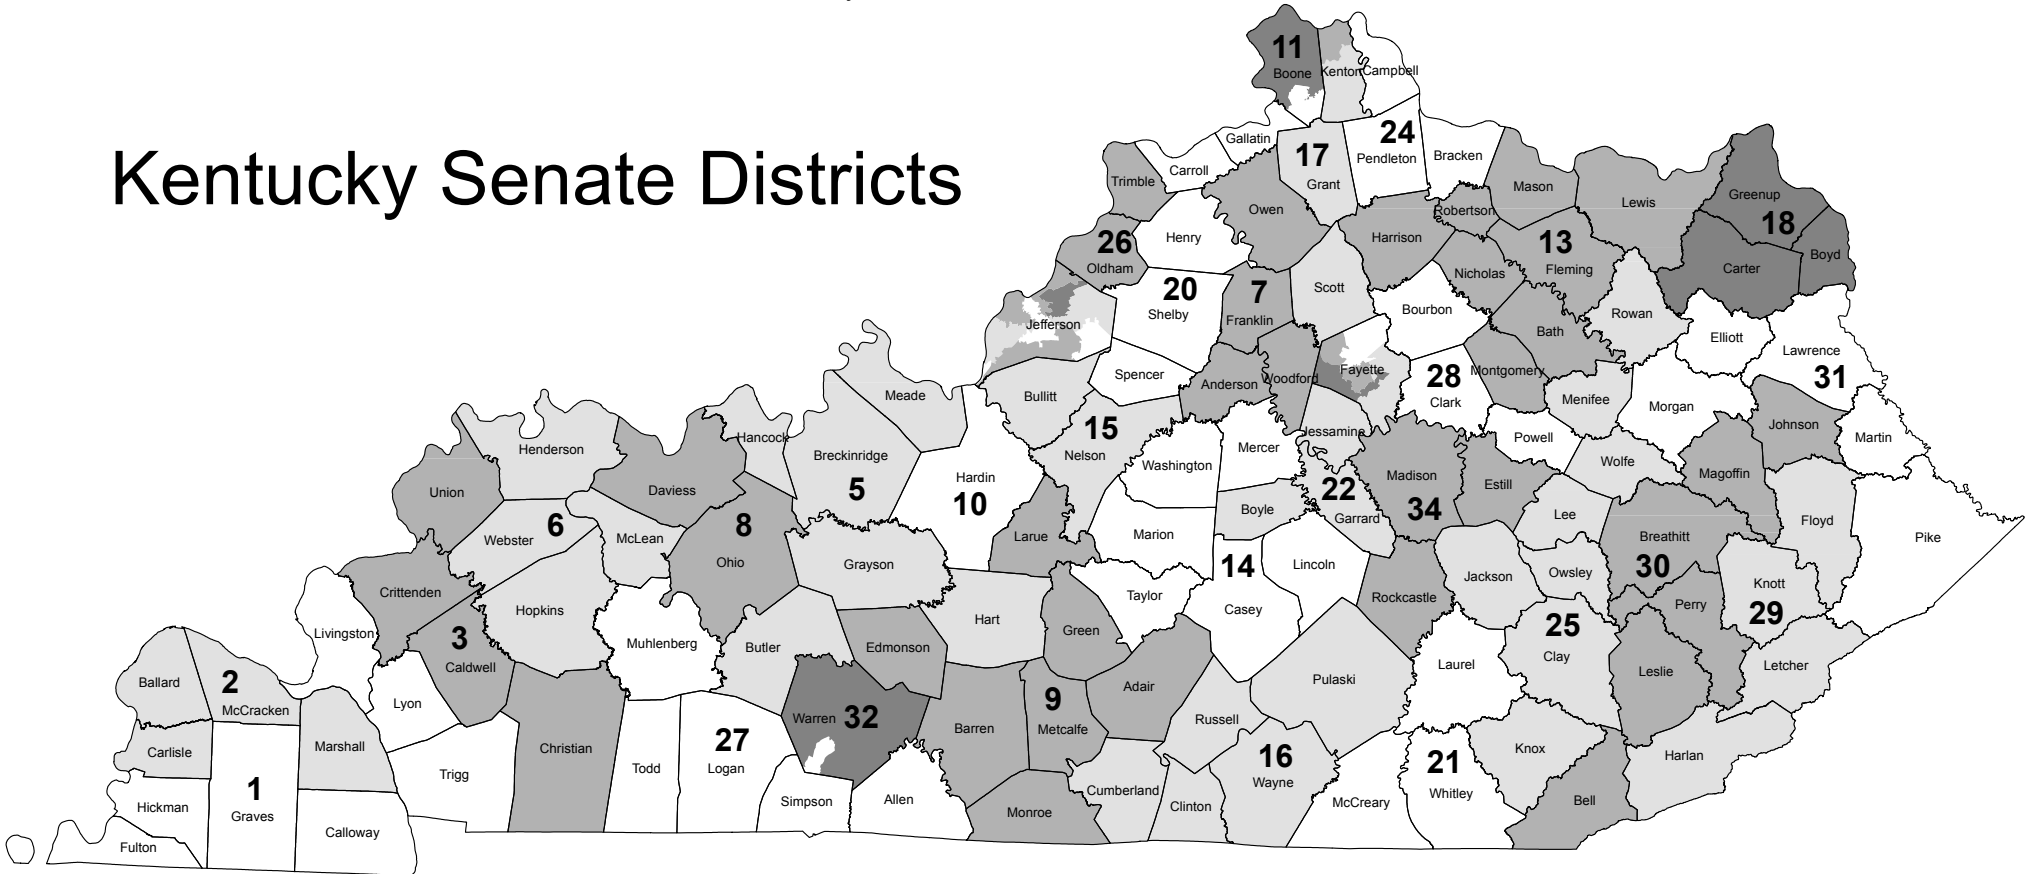 Kentucky Senate Districts
11
Boone
Kenton
Campbell
Gallatin
17
Grant
24
Pendleton
Bracken
Carroll
Trimble
Owen
Robertson
Mason
Lewis
Greenup
18
Carter
Boyd
26
Oldham
Henry
Harrison
13
Fleming
Nicholas
Jefferson
20
Shelby
7
Franklin
Scott
Bourbon
Bath
Rowan
Elliott
Lawrence
31
Spencer
Anderson
Woodford
Fayette
28
Clark
Montgomery
Menifee
Morgan
Johnson
Martin
Meade
Bullitt
15
Nelson
Washington
Mercer
Jessamine
Powell
Wolfe
Magoffin
Henderson
Hancock
Breckinridge
5
Hardin
10
Union
Daviess
Boyle
22
Garrard
Madison
34
Estill
Lee
Floyd
Pike
Webster
6
McLean
8
Ohio
Grayson
Larue
Marion
14
Casey
Lincoln
Jackson
Owsley
Breathitt
30
Knott
29
Crittenden
Hopkins
Taylor
Rockcastle
Perry
Livingston
3
Caldwell
Muhlenberg
Butler
Edmonson
Hart
Green
25
Clay
Laurel
Leslie
Letcher
Ballard
2
McCracken
Lyon
Adair
Pulaski
Carlisle
Marshall
Christian
Warren
32
Barren
9
Metcalfe
Russell
16
Wayne
Knox
Harlan
Hickman
1
Graves
Trigg
Todd
27
Logan
Simpson
Allen
Monroe
Cumberland
Clinton
McCreary
21
Whitley
Bell
Fulton
Calloway